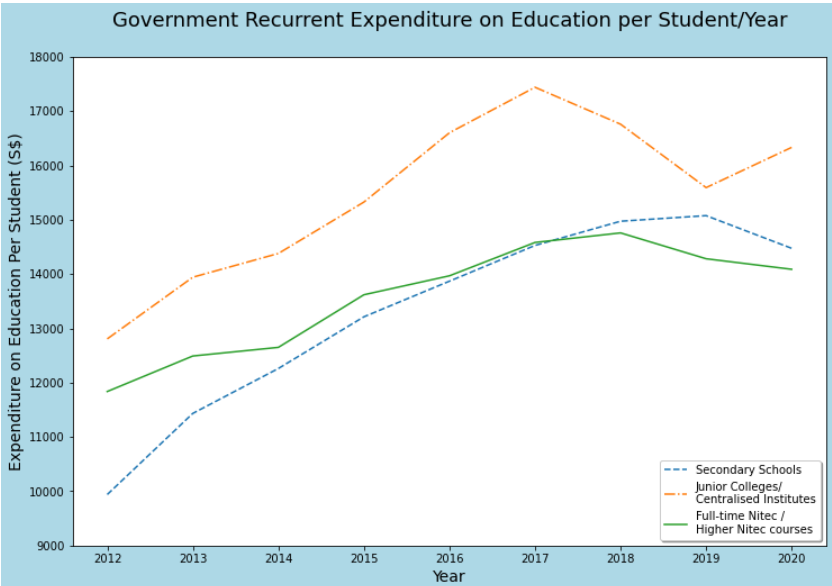 Government Recurrent Expenditure on Education per Student/Year
Expenditure on Education Per Student (S$)
18000
17000
16000
15000
14000
13000
12000
11000
10000
9000
Secondary Schools
Junior Colleges/
Centralised Institutes
Full-time Nitec /
Higher Nitec courses
2012 2013 2014 2015 2016 2017 2018 2019 2020
Year